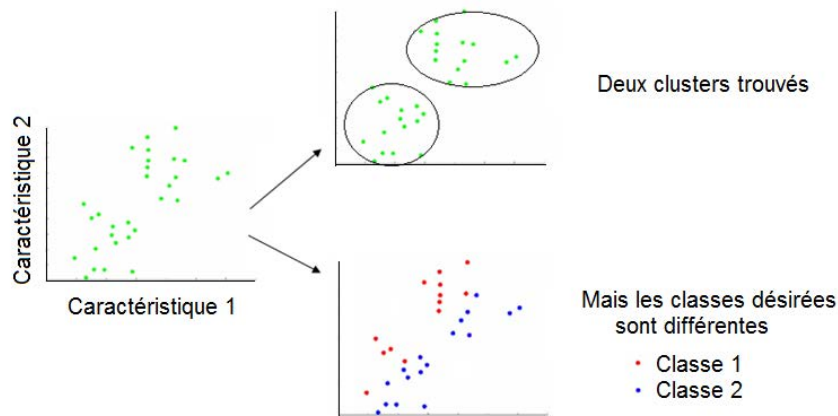 Deux clusters trouvés
Caractéristique 2
Caractéristique 1
Mais les classes désirées
sont différentes
Classe 1
Classe 2